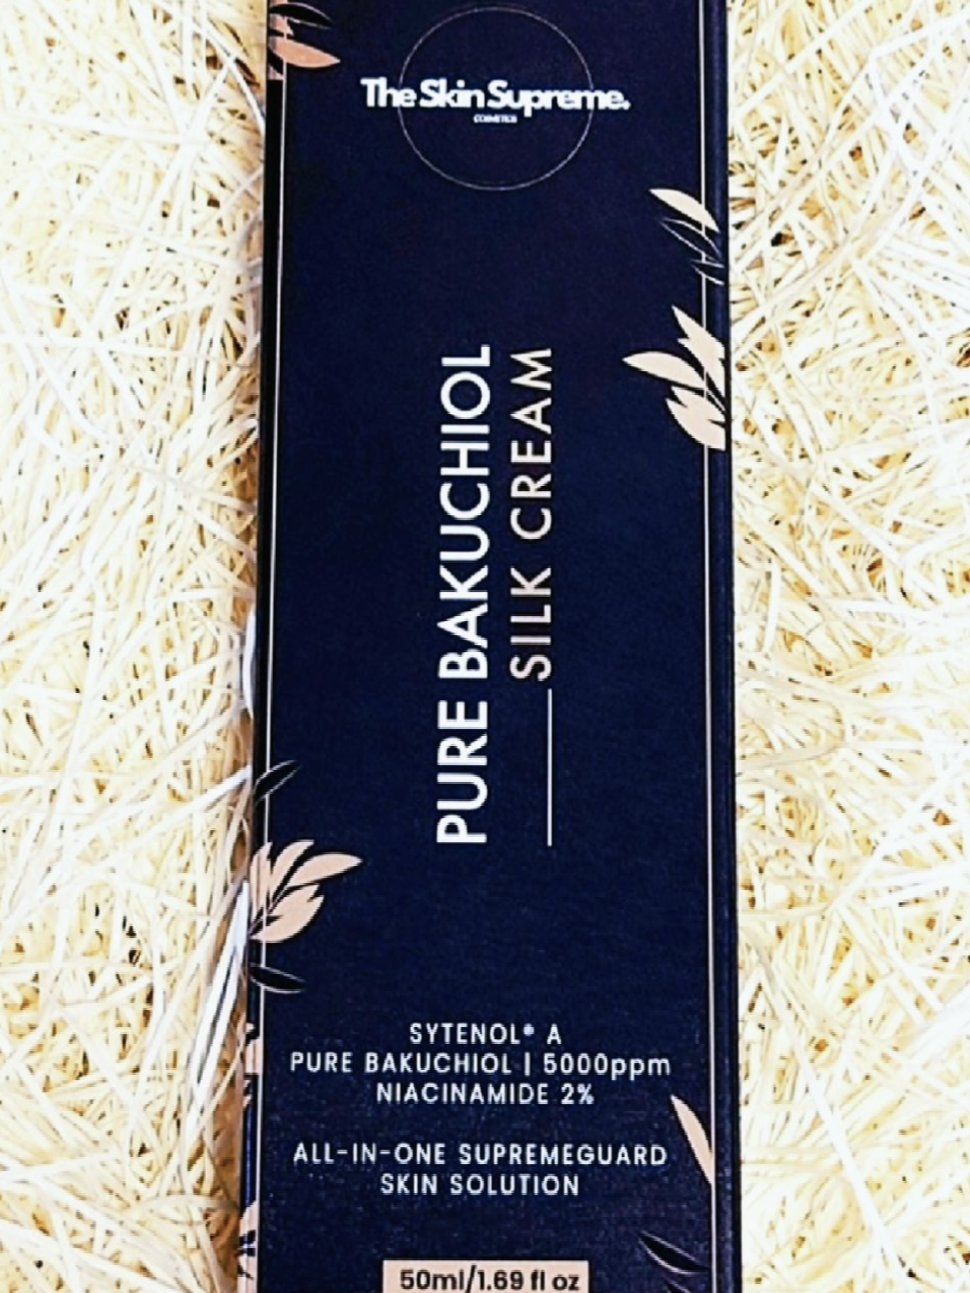 The Skin Supreme.
COSMETICS
PURE BAKUCHIOL
SILK CREAM
SYTENOL® A
PURE BAKUCHIOL | 5000ppm
NIACINAMIDE 2%
ALL-IN-ONE SUPREMEGUARD
SKIN SOLUTION
50ml/1.69 fl oz